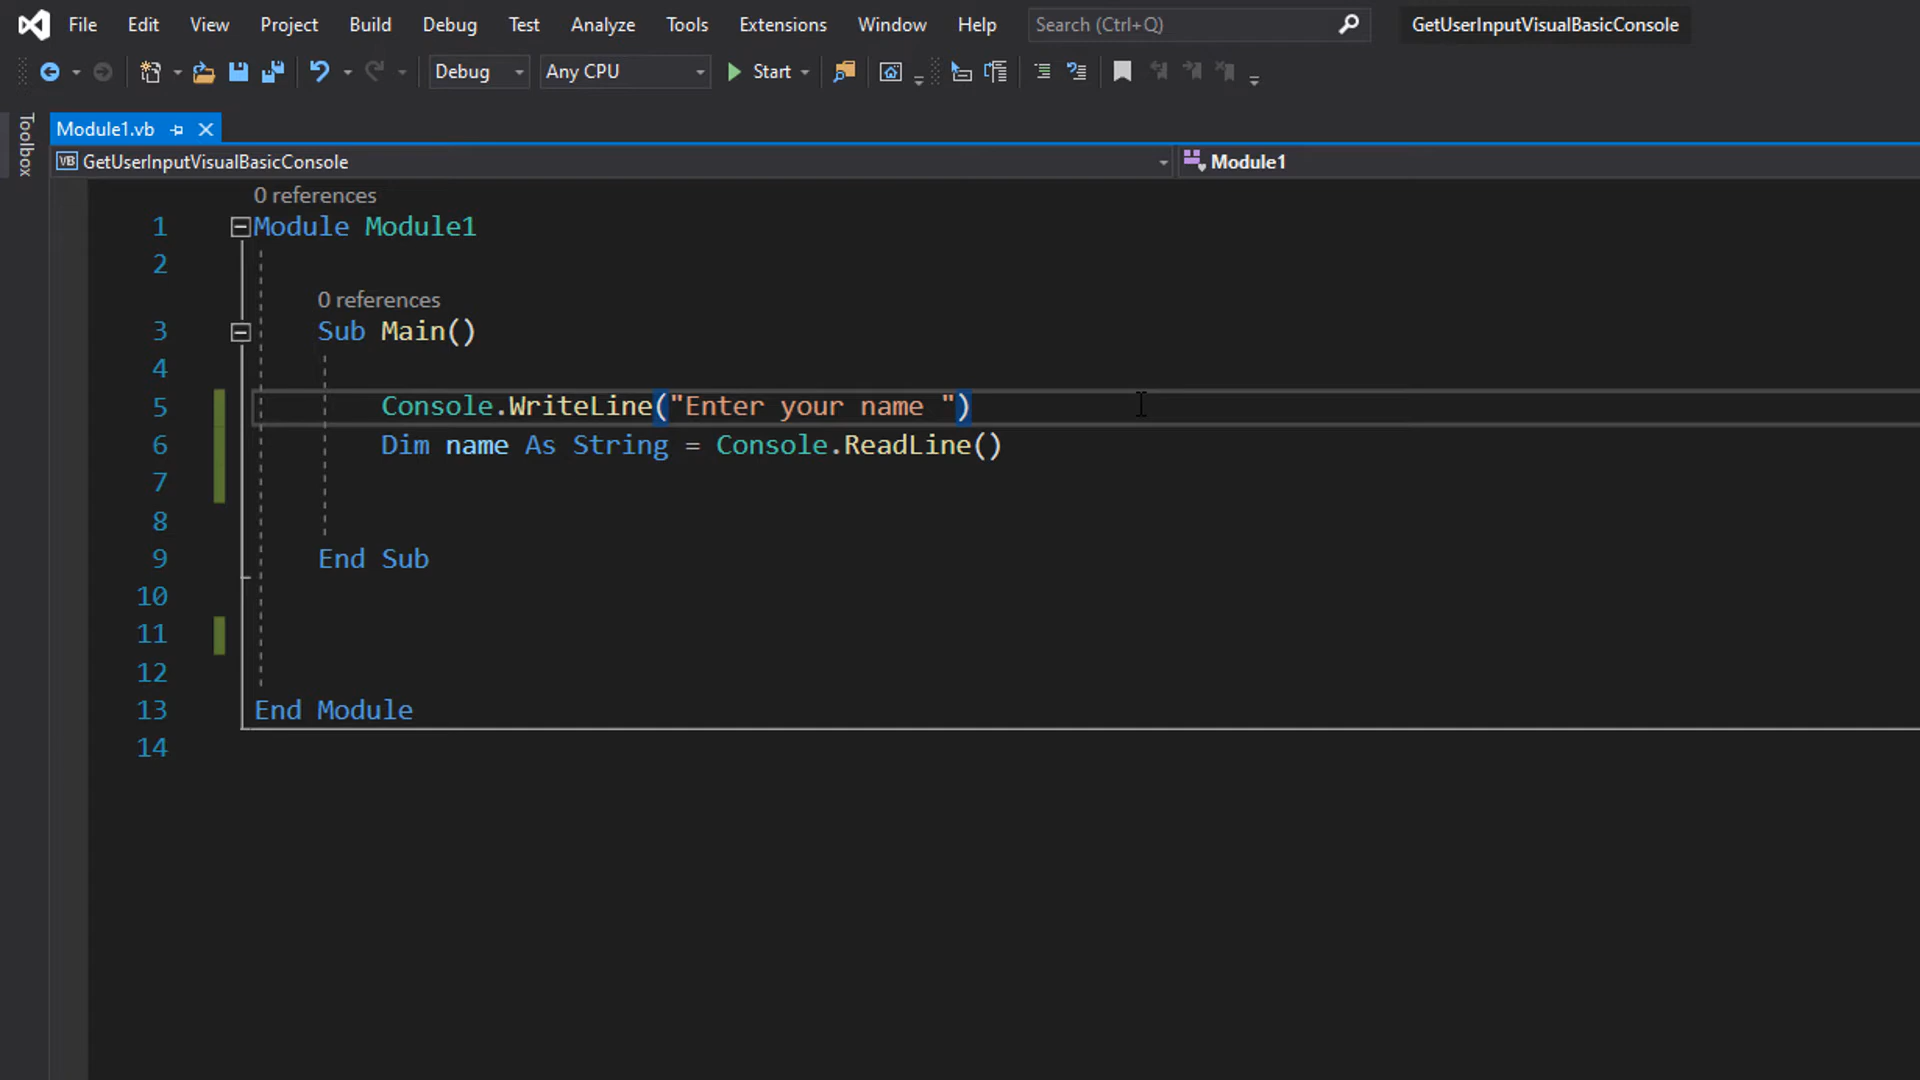 File Edit View Project Build Debug Test Analyze Tools Extensions Window Help Search (Ctrl+Q) GetUserInputVisualBasicConsole
Debug Any CPU Start
Toolbox
Module1.vb
VB GetUserInputVisualBasicConsole Module1
0 references
1 Module Module1
2
0 references
3 Sub Main()
4
5 Console.WriteLine("Enter your name ")
6 Dim name As String = Console.ReadLine()
7
8
9 End Sub
10
11
12
13 End Module
14